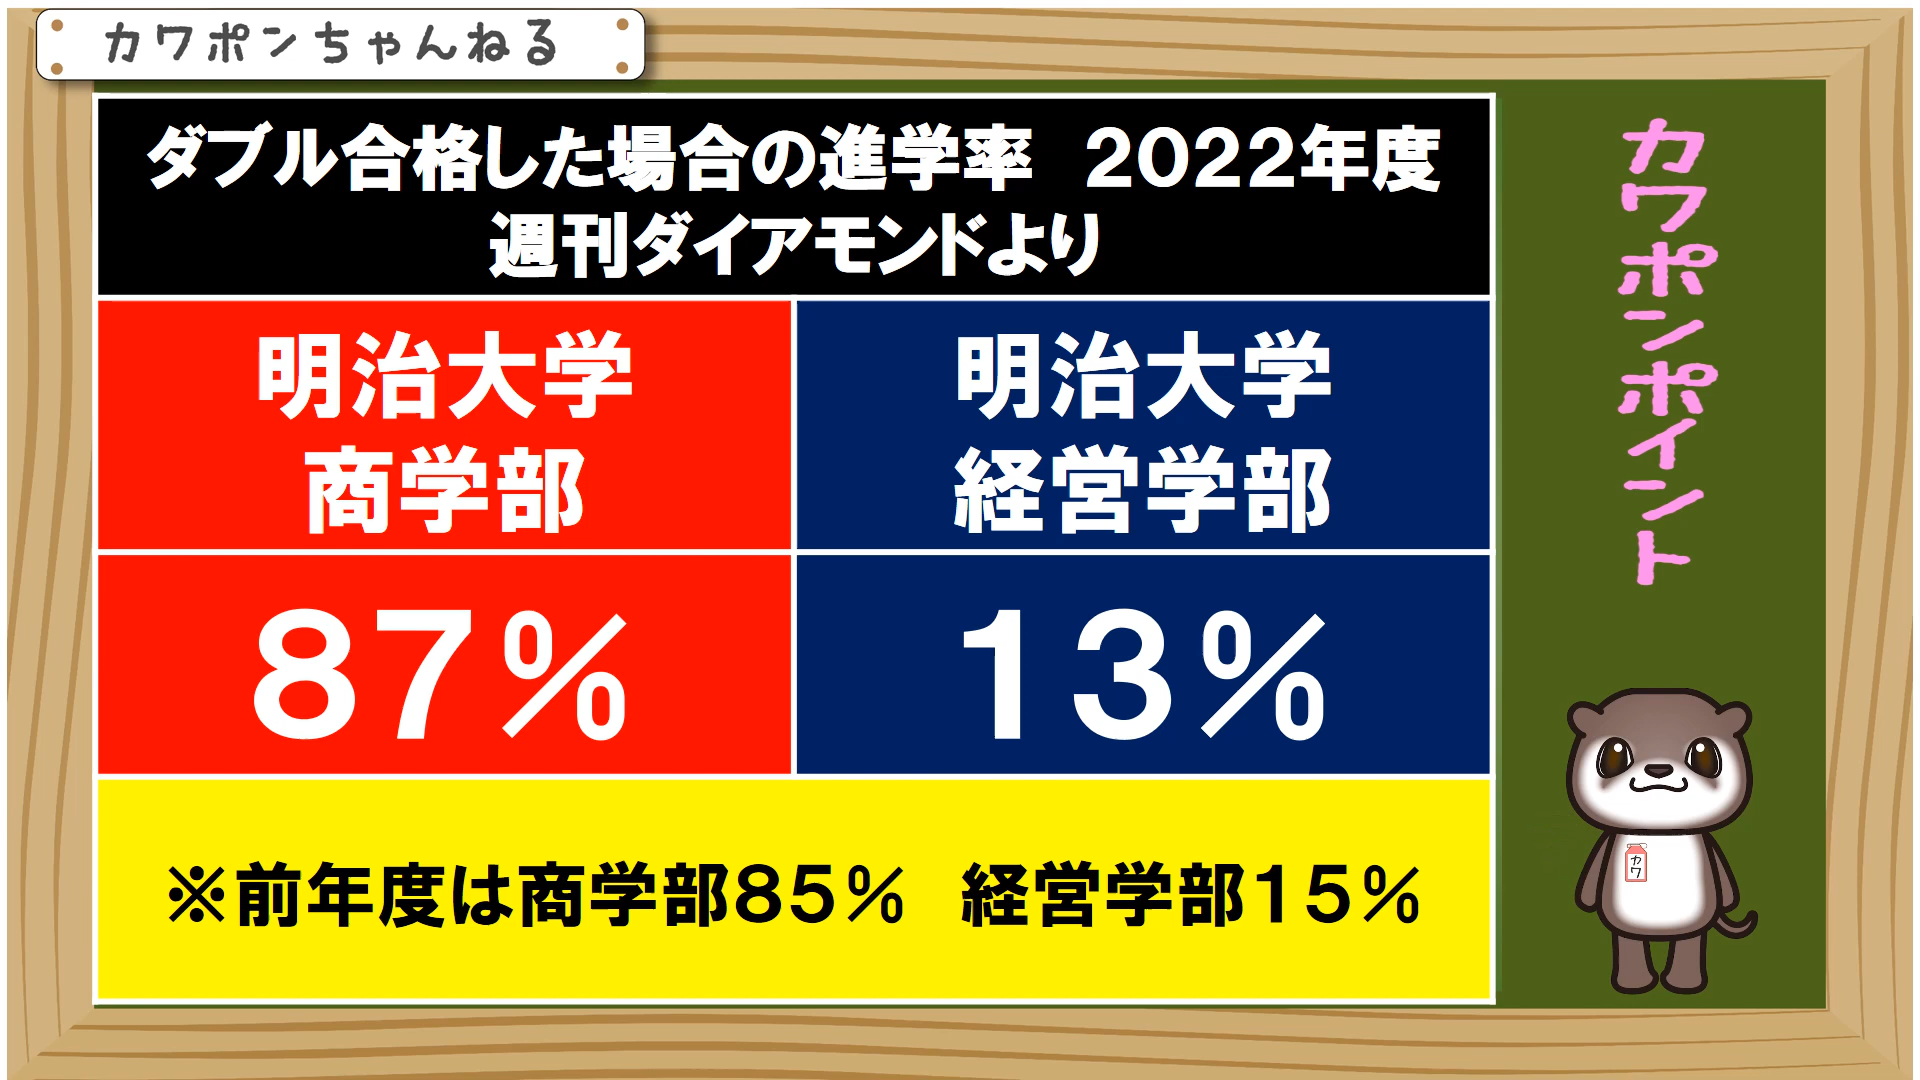 カワポンちゃんねる
ダブル合格した場合の進学率　２０２２年度
週刊ダイアモンドより
明治大学
商学部
明治大学
経営学部
８７％
１３％
※前年度は商学部８５％　経営学部１５％
カワポンポイント
カワ